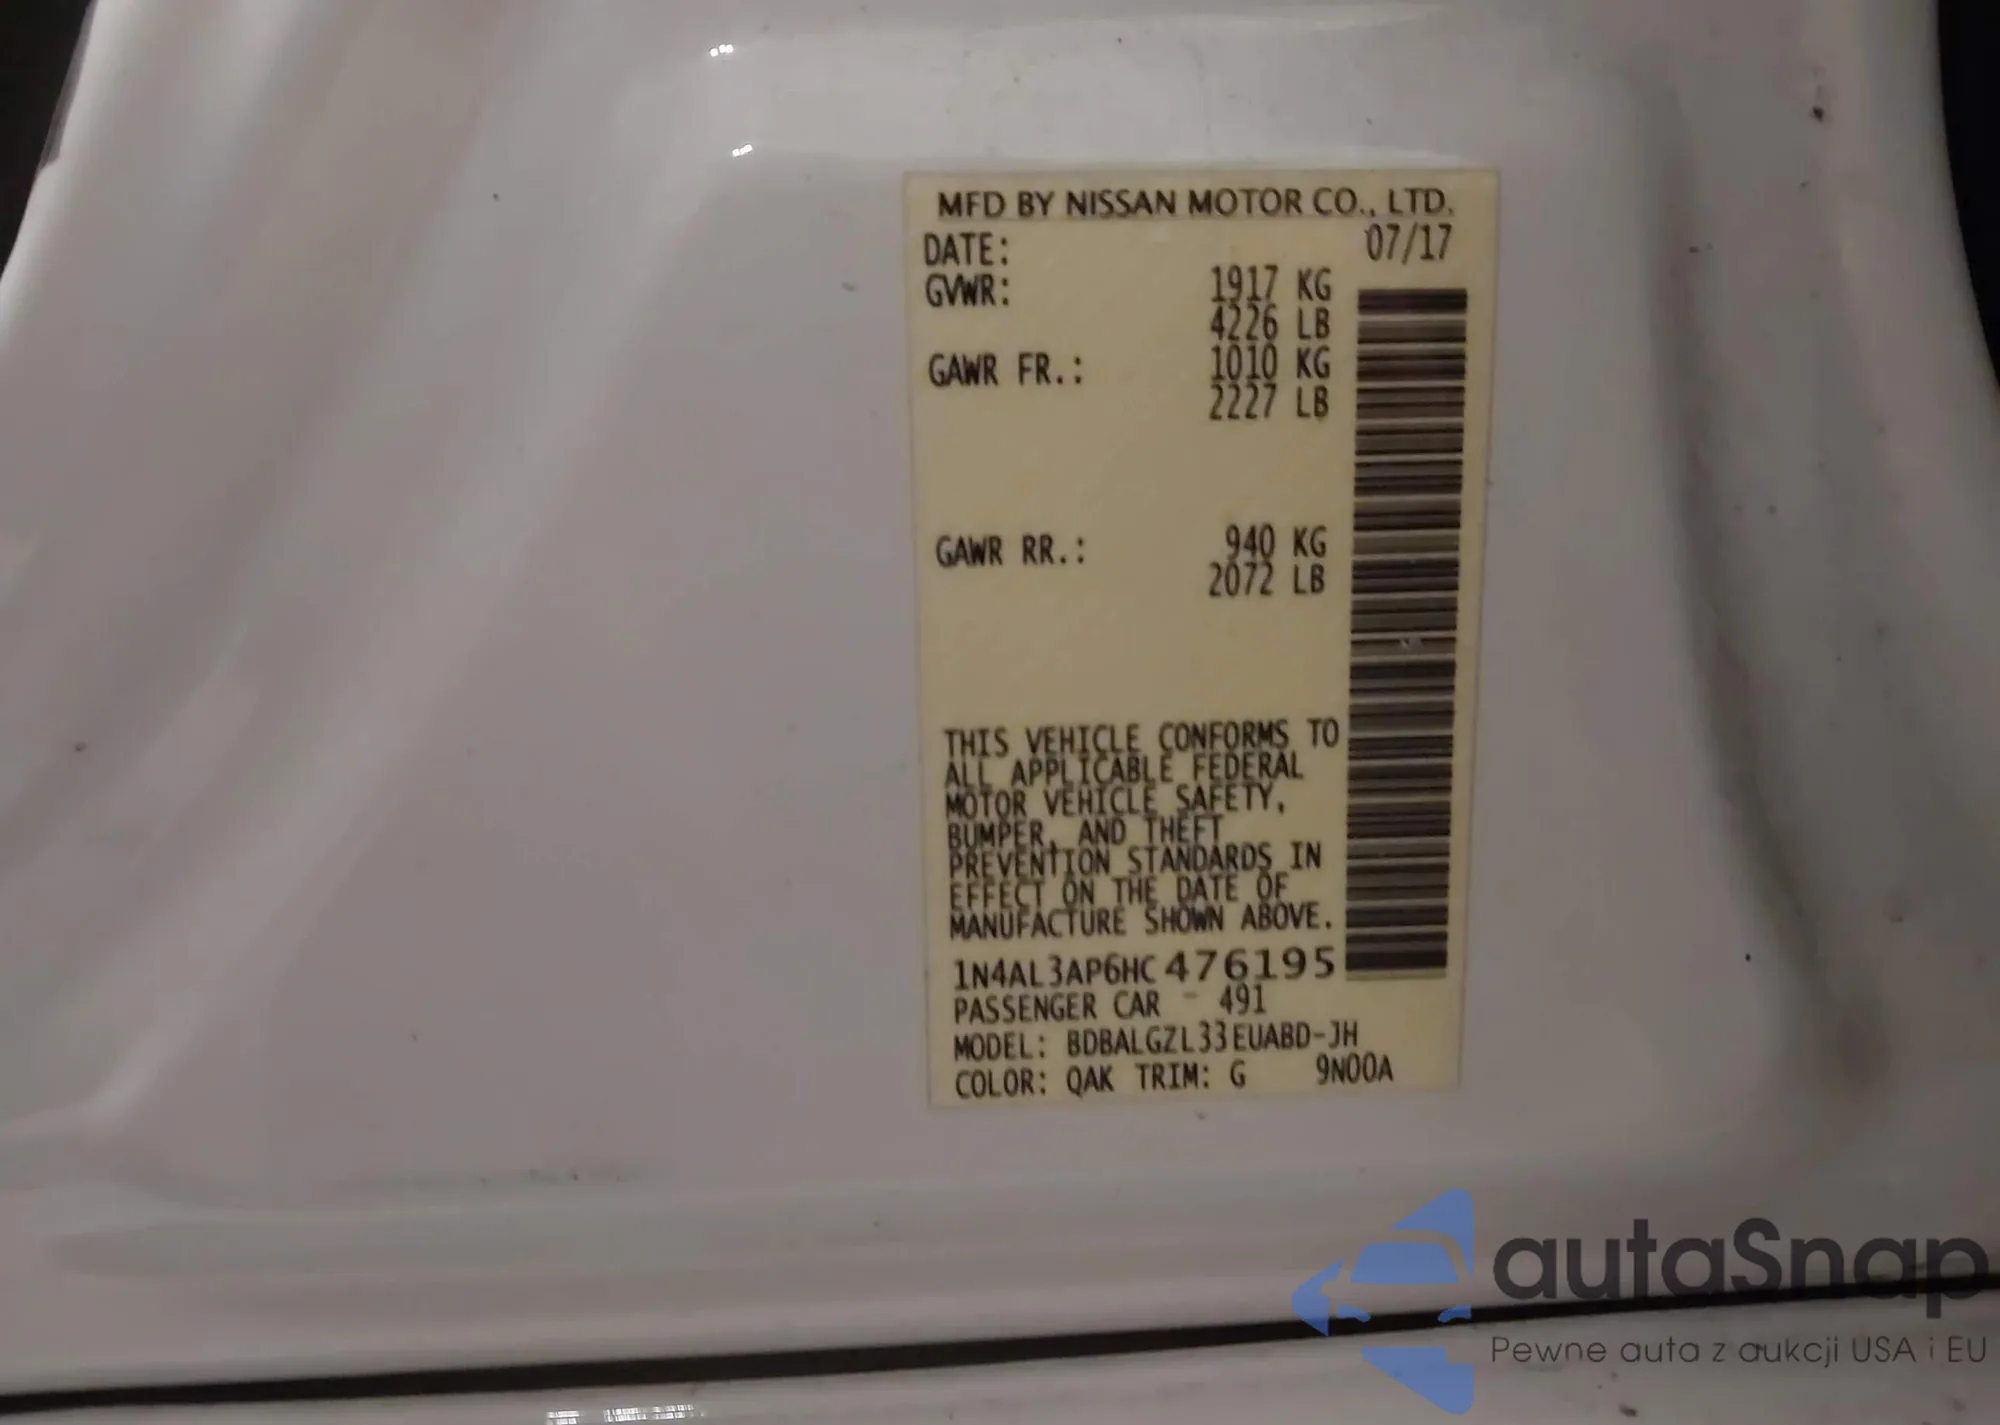 MFD BY NISSAN MOTOR CO., LTD.
DATE: 07/17
GVWR: 1917 KG
4226 LB
GAWR FR.: 1010 KG
2227 LB
GAWR RR.: 940 KG
2072 LB
THIS VEHICLE CONFORMS TO
ALL APPLICABLE FEDERAL
MOTOR VEHICLE SAFETY,
BUMPER, AND THEFT
PREVENTION STANDARDS IN
EFFECT ON THE DATE OF
MANUFACTURE SHOWN ABOVE.
1N4AL3AP6HC476195
PASSENGER CAR - 491
MODEL: BDBALGZL33EUABD-JH
COLOR: QAK TRIM: G 9N00A
autaSnap
Pewne auta z aukcji USA i EU